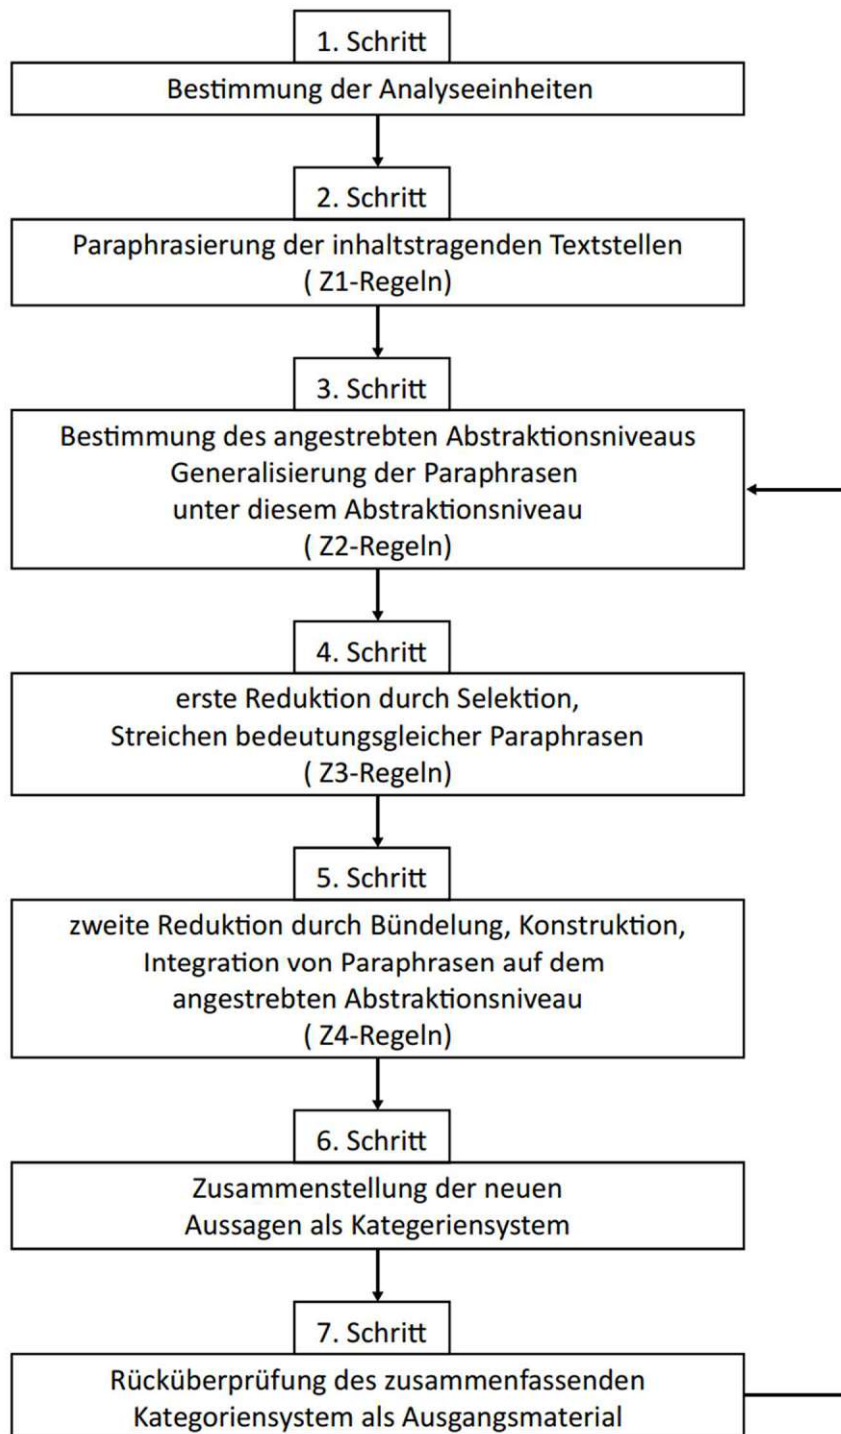 1. Schritt
Bestimmung der Analyseeinheiten
2. Schritt
Paraphrasierung der inhaltstragenden Textstellen
( Z1-Regeln)
3. Schritt
Bestimmung des angestrebten Abstraktionsniveaus
Generalisierung der Paraphrasen
unter diesem Abstraktionsniveau
( Z2-Regeln)
4. Schritt
erste Reduktion durch Selektion,
Streichen bedeutungsgleicher Paraphrasen
( Z3-Regeln)
5. Schritt
zweite Reduktion durch Bündelung, Konstruktion,
Integration von Paraphrasen auf dem
angestrebten Abstraktionsniveau
( Z4-Regeln)
6. Schritt
Zusammenstellung der neuen
Aussagen als Kategeriensystem
7. Schritt
Rücküberprüfung des zusammenfassenden
Kategoriensystem als Ausgangsmaterial